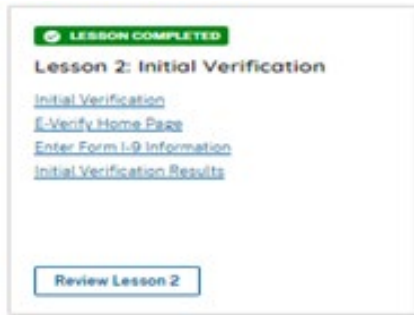 LESSON COMPLETED
Lesson 2: Initial Verification
Initial Verification
E-Verify Home Page
Enter Form I-9 Information
Initial Verification Results
Review Lesson 2